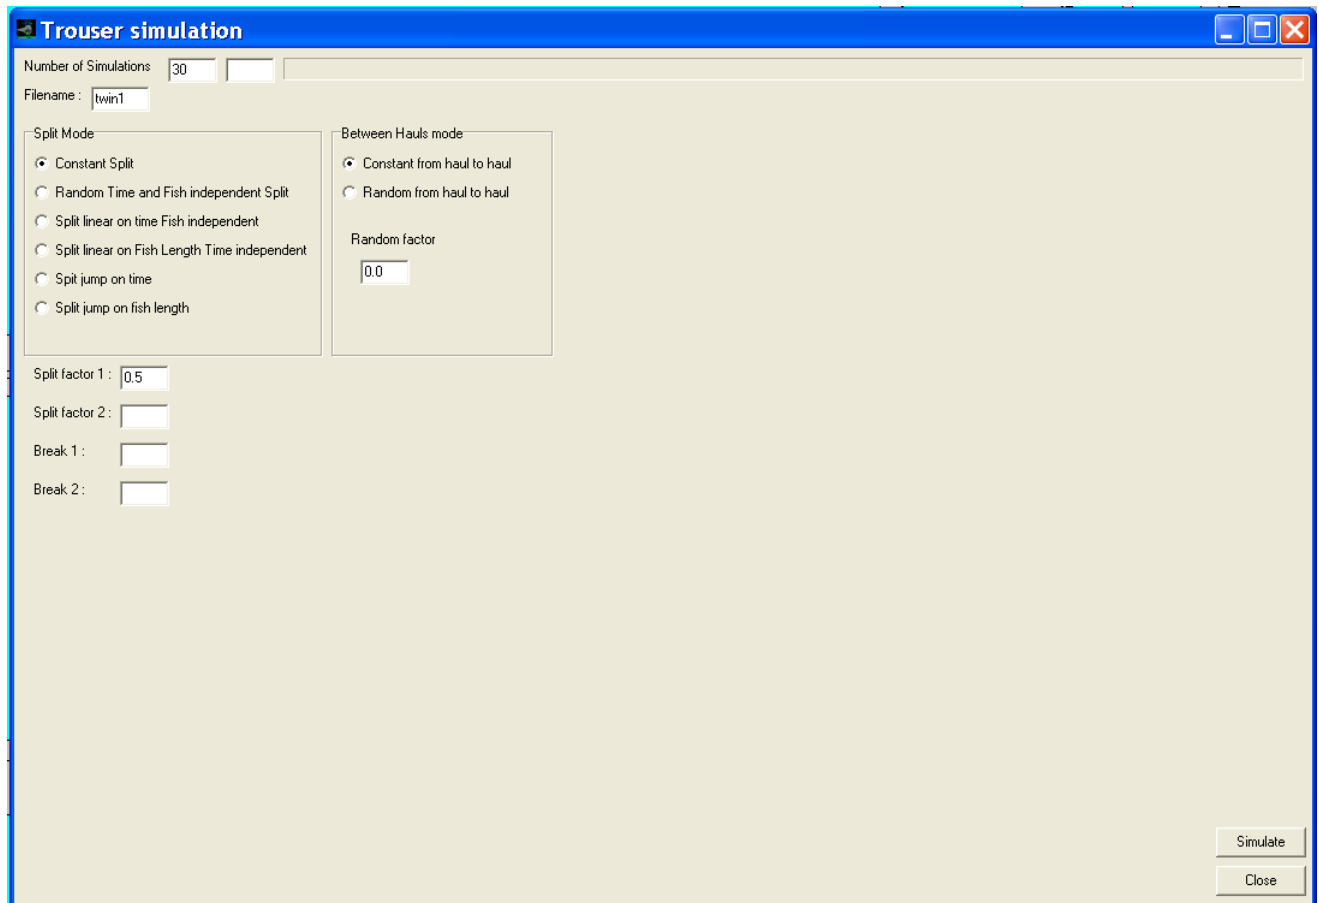 Trouser simulation
Number of Simulations 30
Filename : twin1
Split Mode
Constant Split
Random Time and Fish independent Split
Split linear on time Fish independent
Split linear on Fish Length Time independent
Spit jump on time
Split jump on fish length
Between Hauls mode
Constant from haul to haul
Random from haul to haul
Random factor
0.0
Split factor 1 : 0.5
Split factor 2 :
Break 1 :
Break 2 :
Simulate
Close